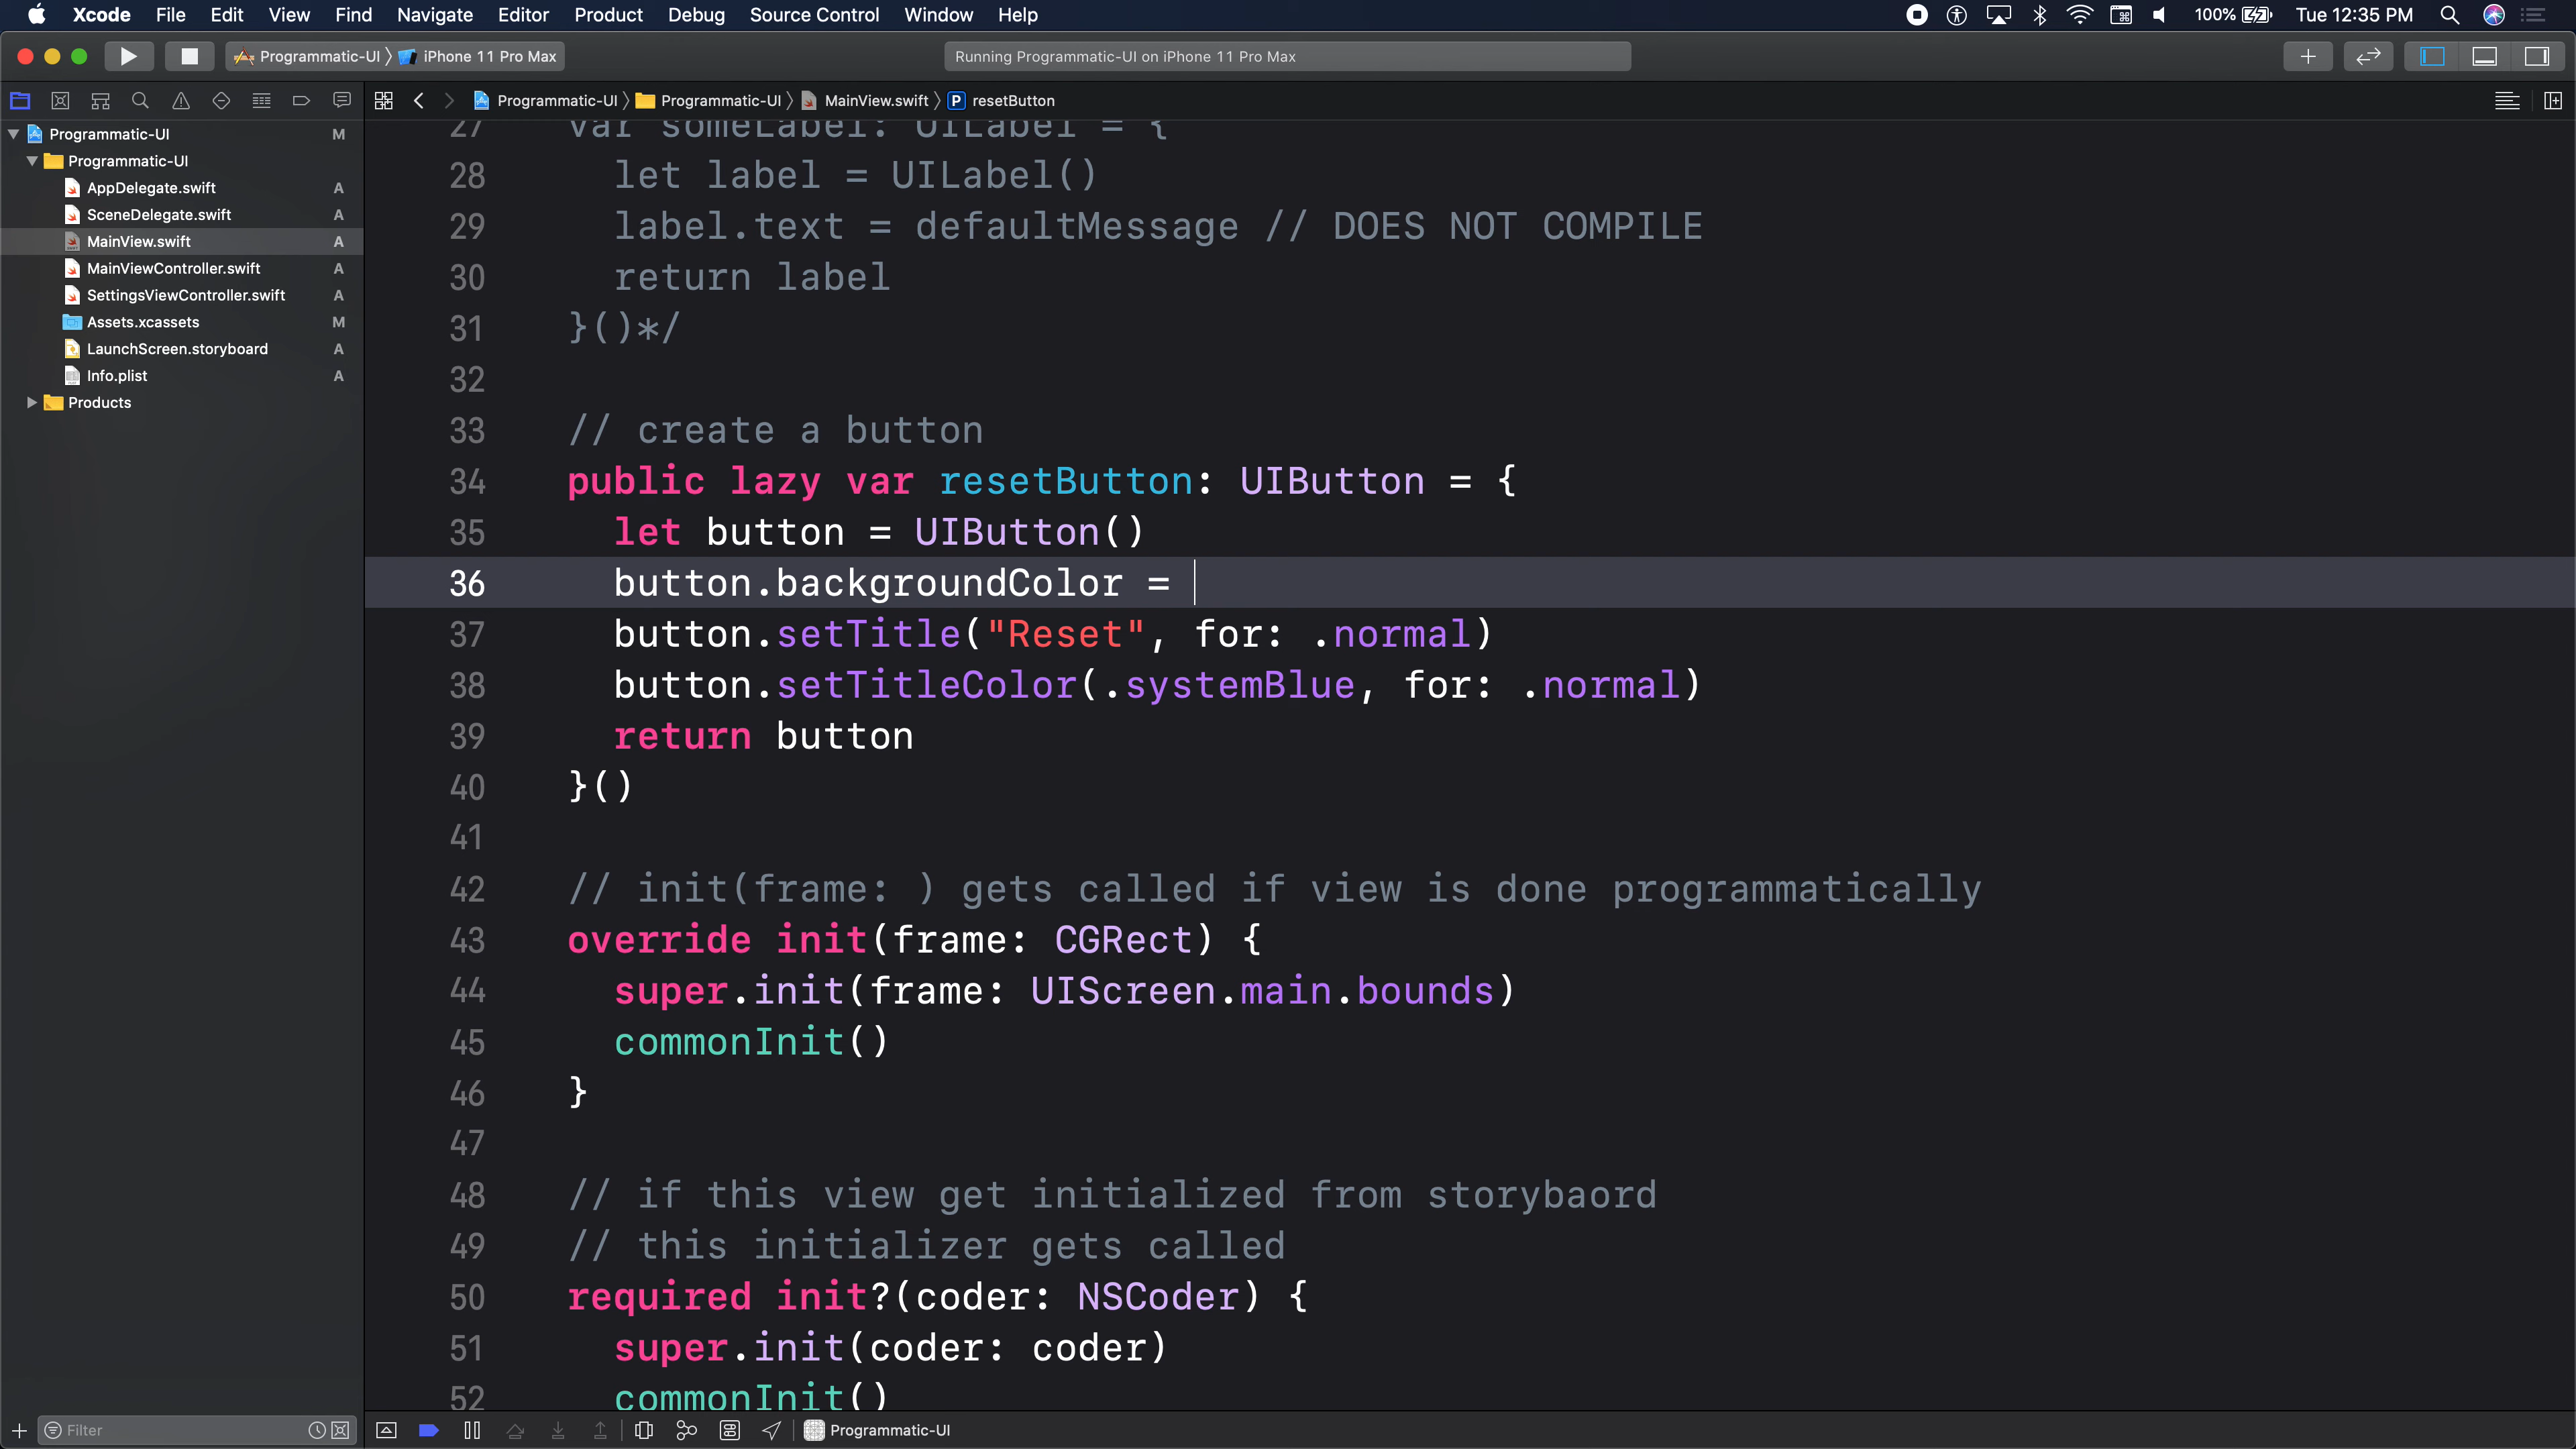 Xcode File Edit View Find Navigate Editor Product Debug Source Control Window Help 100% Tue 12:35 PM
Programmatic-UI iPhone 11 Pro Max Running Programmatic-UI on iPhone 11 Pro Max
Programmatic-UI Programmatic-UI MainView.swift P resetButton
Programmatic-UI M
Programmatic-UI
AppDelegate.swift A
SceneDelegate.swift A
MainView.swift A
MainViewController.swift A
SettingsViewController.swift A
Assets.xcassets M
LaunchScreen.storyboard A
Info.plist A
Products
27 var someLabel: UILabel = {
28 let label = UILabel()
29 label.text = defaultMessage // DOES NOT COMPILE
30 return label
31 }()*/
32
33 // create a button
34 public lazy var resetButton: UIButton = {
35 let button = UIButton()
36 button.backgroundColor =
37 button.setTitle("Reset", for: .normal)
38 button.setTitleColor(.systemBlue, for: .normal)
39 return button
40 }()
41
42 // init(frame: ) gets called if view is done programmatically
43 override init(frame: CGRect) {
44 super.init(frame: UIScreen.main.bounds)
45 commonInit()
46 }
47
48 // if this view get initialized from storybaord
49 // this initializer gets called
50 required init?(coder: NSCoder) {
51 super.init(coder: coder)
52 commonInit()
Filter
Programmatic-UI